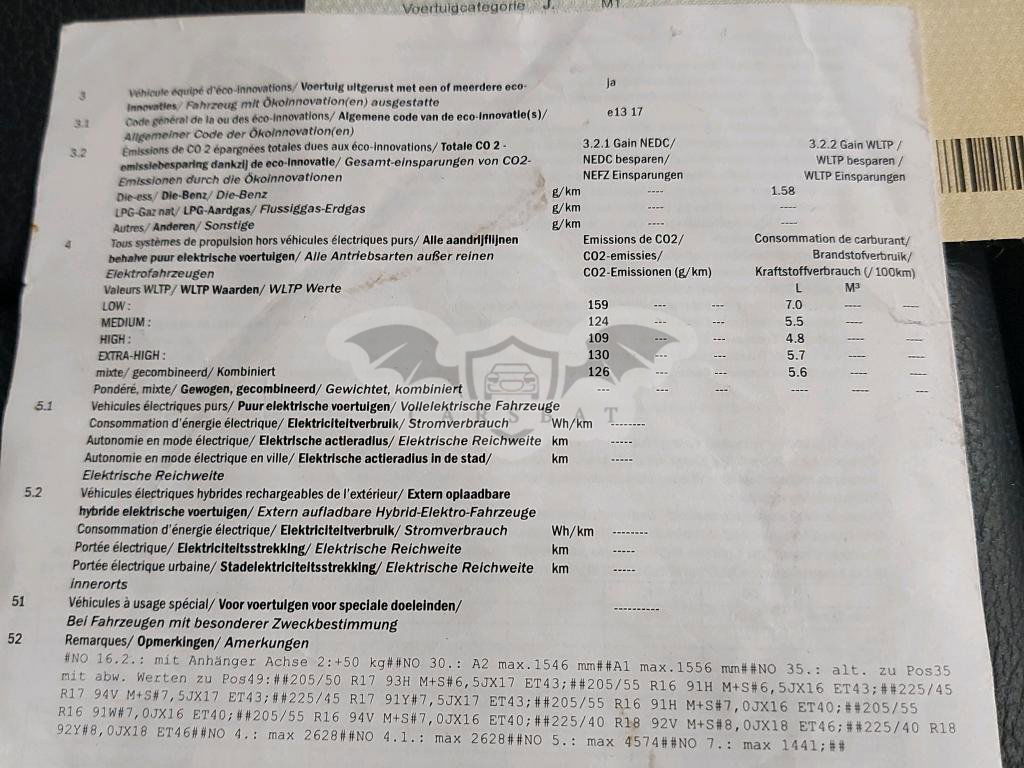 Voertuigcategorie J. M1
3 Véhicule équipé d'éco-innovations/ Voertuig uitgerust met een of meerdere eco- ja
innovaties/ Fahrzeug mit Ökoinnovation(en) ausgestatte
3.1 Code général de la ou des éco-innovations/ Algemene code van de eco-innovatie(s)/ e13 17
Allgemeiner Code der Ökoinnovation(en)
3.2 Emissions de CO 2 épargnées totales dues aux éco-innovations/ Totale CO 2 - 3.2.1 Gain NEDC/ 3.2.2 Gain WLTP /
emissiebesparing dankzij de eco-innovatie/ Gesamt-einsparungen von CO2- NEDC besparen/ WLTP besparen /
Emissionen durch die Ökoinnovationen NEFZ Einsparungen WLTP Einsparungen
Die-ess/ Die-Benz/ Die-Benz g/km ---- 1.58
LPG-Gaz nat/ LPG-Aardgas/ Flussiggas-Erdgas g/km ---- ----
Autres/ Anderen/ Sonstige g/km ---- ----
4 Tous systèmes de propulsion hors véhicules électriques purs/ Alle aandrijflijnen Emissions de CO2/ Consommation de carburant/
behalve puur elektrische voertuigen/ Alle Antriebsarten außer reinen CO2-emissies/ Brandstofverbruik/
Elektrofahrzeugen CO2-Emissionen (g/km) Kraftstoffverbrauch (/ 100km)
Valeurs WLTP/ WLTP Waarden/ WLTP Werte L M³
LOW : 159 --- --- 7.0 ---- ----
MEDIUM : 124 --- --- 5.5 ---- ----
HIGH : 109 --- --- 4.8 ---- ----
EXTRA-HIGH : 130 --- --- 5.7 ---- ----
mixte/ gecombineerd/ Kombiniert 126 --- --- 5.6 ---- ----
Pondéré, mixte/ Gewogen, gecombineerd/ Gewichtet, kombiniert --- --- --- ---- ---- ----
5.1 Vehicules électriques purs/ Puur elektrische voertuigen/ Vollelektrische Fahrzeuge
CARSBAT
Consommation d'énergie électrique/ Elektriciteitverbruik/ Stromverbrauch Wh/km --------
Autonomie en mode électrique/ Elektrische actieradius/ Elektrische Reichweite km -----
Autonomie en mode électrique en ville/ Elektrische actieradius in de stad/ km -----
Elektrische Reichweite
5.2 Véhicules électriques hybrides rechargeables de l'extérieur/ Extern oplaadbare
hybride elektrische voertuigen/ Extern aufladbare Hybrid-Elektro-Fahrzeuge
Consommation d'énergie électrique/ Elektriciteitverbruik/ Stromverbrauch Wh/km --------
Portée électrique/ Elektriciteitsstrekking/ Elektrische Reichweite km -----
Portée électrique urbaine/ Stadelektriciteitsstrekking/ Elektrische Reichweite km -----
innerorts
51 Véhicules à usage spécial/ Voor voertuigen voor speciale doeleinden/ ----------
Bei Fahrzeugen mit besonderer Zweckbestimmung
52 Remarques/ Opmerkingen/ Amerkungen
#NO 16.2.: mit Anhänger Achse 2:+50 kg##NO 30.: A2 max.1546 mm##A1 max.1556 mm##NO 35.: alt. zu Pos35
mit abw. Werten zu Pos49:##205/50 R17 93H M+S#6,5JX17 ET43;##205/55 R16 91H M+S#6,5JX16 ET43;##225/45
R17 94V M+S#7,5JX17 ET43;##225/45 R17 91Y#7,5JX17 ET43;##205/55 R16 91H M+S#7,0JX16 ET40;##205/55
R16 91W#7,0JX16 ET40;##205/55 R16 94V M+S#7,0JX16 ET40;##225/40 R18 92V M+S#8,0JX18 ET46;##225/40 R18
92Y#8,0JX18 ET46##NO 4.: max 2628##NO 4.1.: max 2628##NO 5.: max 4574##NO 7.: max 1441;##